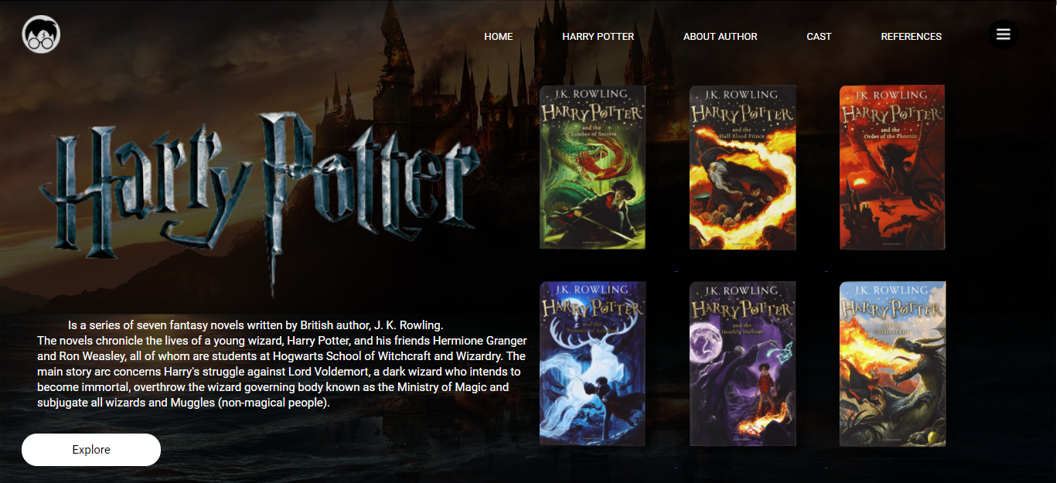 HOME HARRY POTTER ABOUT AUTHOR CAST REFERENCES
Harry Potter
J.K. ROWLING
HARRY POTTER
and the
Chamber of Secrets
J.K. ROWLING
HARRY POTTER
and the
Half-Blood Prince
J.K. ROWLING
HARRY POTTER
and the
Order of the Phoenix
Is a series of seven fantasy novels written by British author, J. K. Rowling.
The novels chronicle the lives of a young wizard, Harry Potter, and his friends Hermione Granger
and Ron Weasley, all of whom are students at Hogwarts School of Witchcraft and Wizardry. The
main story arc concerns Harry's struggle against Lord Voldemort, a dark wizard who intends to
become immortal, overthrow the wizard governing body known as the Ministry of Magic and
subjugate all wizards and Muggles (non-magical people).
Explore
J.K. ROWLING
HARRY POTTER
and the
J.K. ROWLING
HARRY POTTER
and the
Deathly Hallows
J.K. ROWLING
HARRY POTTER